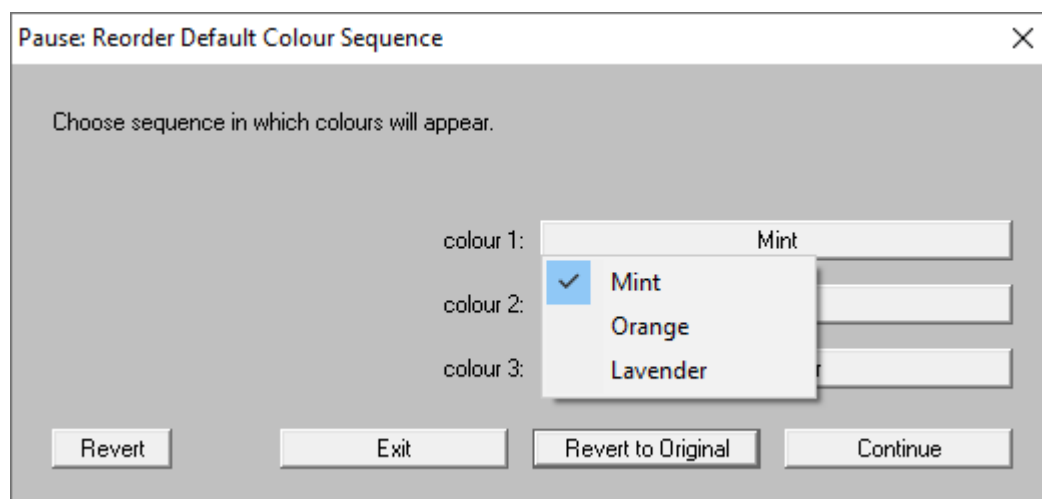 Pause: Reorder Default Colour Sequence
Choose sequence in which colours will appear.
colour 1: Mint
Mint
colour 2:
Orange
colour 3:
Lavender
Revert Exit Revert to Original Continue